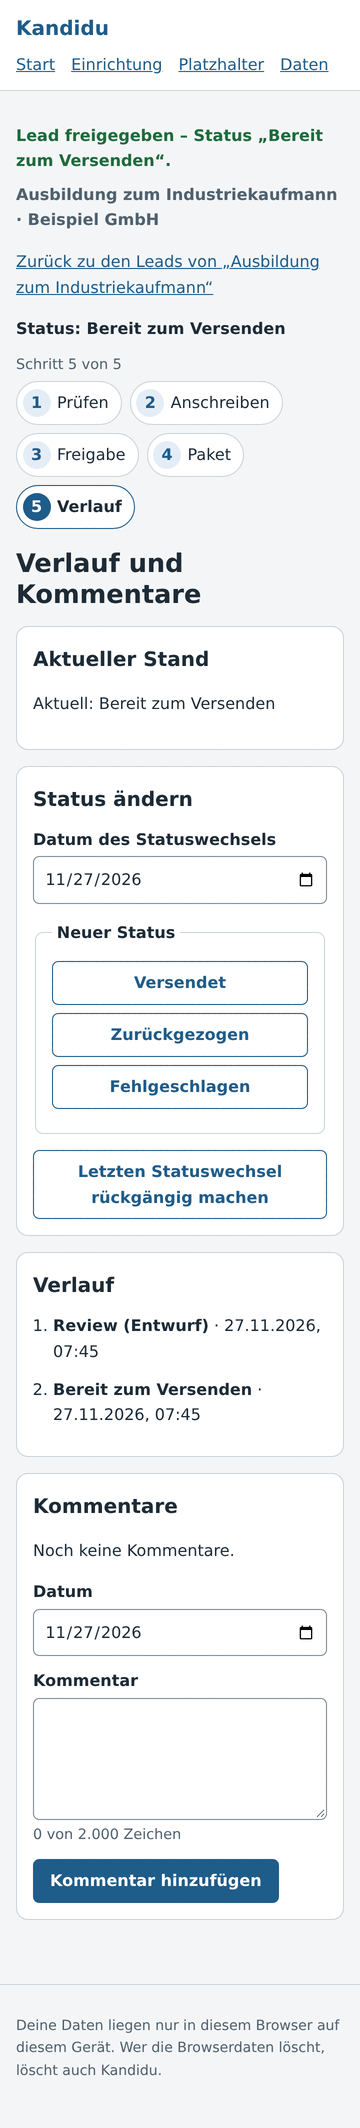 Kandidu
Start Einrichtung Platzhalter Daten
Lead freigegeben – Status „Bereit
zum Versenden“.
Ausbildung zum Industriekaufmann
· Beispiel GmbH
Zurück zu den Leads von „Ausbildung
zum Industriekaufmann“
Status: Bereit zum Versenden
Schritt 5 von 5
1 Prüfen 2 Anschreiben
3 Freigabe 4 Paket
5 Verlauf
Verlauf und
Kommentare
Aktueller Stand
Aktuell: Bereit zum Versenden
Status ändern
Datum des Statuswechsels
11/27/2026
Neuer Status
Versendet
Zurückgezogen
Fehlgeschlagen
Letzten Statuswechsel
rückgängig machen
Verlauf
1. Review (Entwurf) · 27.11.2026,
07:45
2. Bereit zum Versenden ·
27.11.2026, 07:45
Kommentare
Noch keine Kommentare.
Datum
11/27/2026
Kommentar
0 von 2.000 Zeichen
Kommentar hinzufügen
Deine Daten liegen nur in diesem Browser auf
diesem Gerät. Wer die Browserdaten löscht,
löscht auch Kandidu.